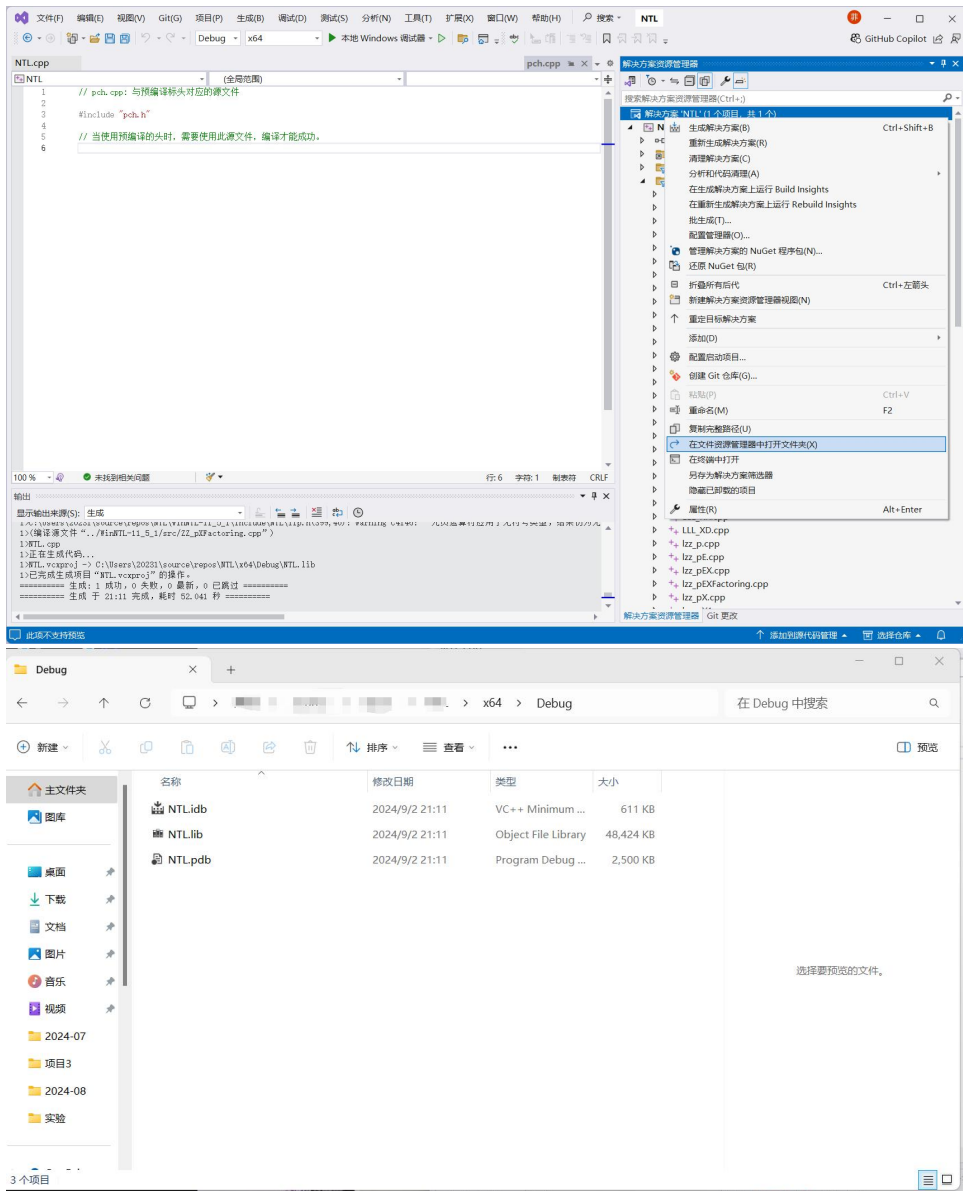 文件(F) 编辑(E) 视图(V) Git(G) 项目(P) 生成(B) 调试(D) 测试(S) 分析(N) 工具(T) 扩展(X) 窗口(W) 帮助(H) 搜索 NTL
Debug x64 本地 Windows 调试器 GitHub Copilot
NTL.cpp pch.cpp
NTL (全局范围)
1 // pch.cpp: 与预编译标头对应的源文件
2
3 #include "pch.h"
4
5 // 当使用预编译的头时，需要使用此源文件，编译才能成功。
6
100 % 未找到相关问题 行: 6 字符: 1 制表符 CRLF
输出
显示输出来源(S): 生成
1>(编译源文件 "../WinNTL-11_5_1/src/ZZ_pXFactoring.cpp")
1>NTL.cpp
1>正在生成代码...
1>NTL.vcxproj -> C:\Users\20231\source\repos\NTL\x64\Debug\NTL.lib
1>已完成生成项目 "NTL.vcxproj" 的操作。
========== 生成: 1 成功，0 失败，0 最新，0 已跳过 ==========
========== 生成 于 21:11 完成，耗时 52.041 秒 ==========
解决方案资源管理器
搜索解决方案资源管理器(Ctrl+;)
解决方案 'NTL' (1 个项目，共 1 个)
生成解决方案(B) Ctrl+Shift+B
重新生成解决方案(R)
清理解决方案(C)
分析和代码清理(A)
在生成解决方案上运行 Build Insights
在重新生成解决方案上运行 Rebuild Insights
批生成(T)...
配置管理器(O)...
管理解决方案的 NuGet 程序包(N)...
还原 NuGet 包(R)
折叠所有后代 Ctrl+左箭头
新建解决方案资源管理器视图(N)
重定目标解决方案
添加(D)
配置启动项目...
创建 Git 仓库(G)...
粘贴(P) Ctrl+V
重命名(M) F2
复制完整路径(U)
在文件资源管理器中打开文件夹(X)
在终端中打开
另存为解决方案筛选器
隐藏已卸载的项目
属性(R) Alt+Enter
LLL_XD.cpp
lzz_p.cpp
lzz_pE.cpp
lzz_pEX.cpp
lzz_pEXFactoring.cpp
lzz_pX.cpp
解决方案资源管理器 Git 更改
此项不支持预览 添加到源代码管理 选择仓库
Debug
x64 > Debug 在 Debug 中搜索
新建 排序 查看 预览
名称 修改日期 类型 大小
NTL.idb 2024/9/2 21:11 VC++ Minimum ... 611 KB
NTL.lib 2024/9/2 21:11 Object File Library 48,424 KB
NTL.pdb 2024/9/2 21:11 Program Debug ... 2,500 KB
主文件夹
图库
桌面
下载
文档
图片
音乐
视频
2024-07
项目3
2024-08
实验
选择要预览的文件。
3 个项目